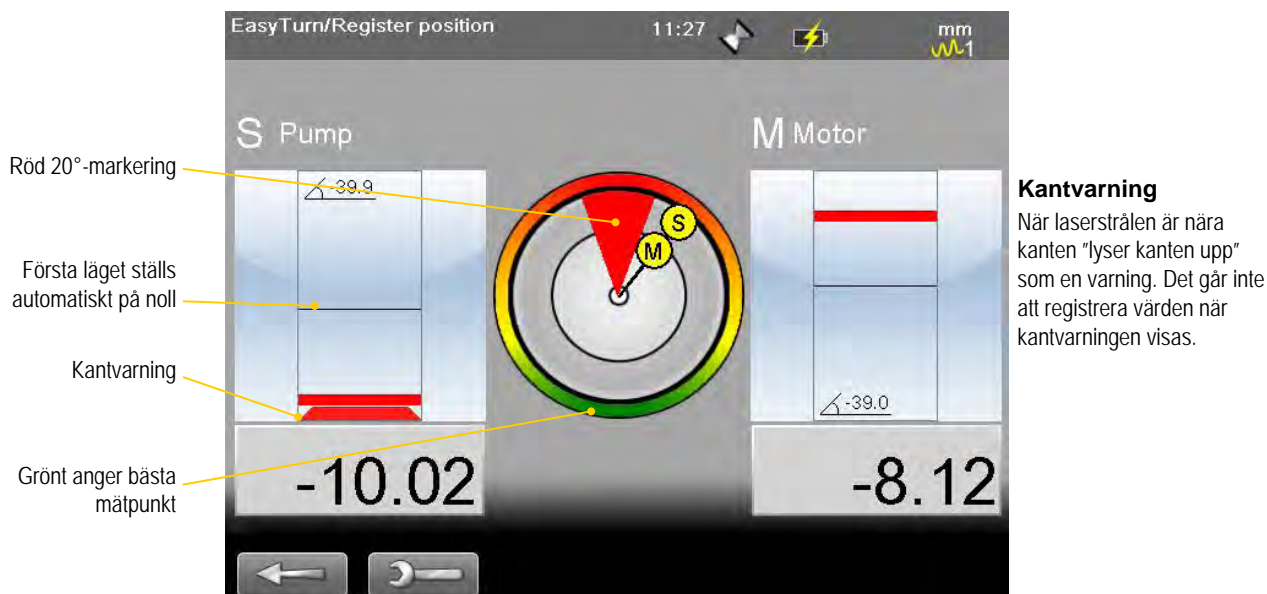 EasyTurn/Register position
11:27
mm
1
S Pump
M Motor
Röd 20°-markering
-39.9
S
M
Kantvarning
När laserstrålen är nära
kanten "lyser kanten upp"
som en varning. Det går inte
att registrera värden när
kantvarningen visas.
Första läget ställs
automatiskt på noll
Kantvarning
-39.0
Grönt anger bästa
mätpunkt
-10.02
-8.12